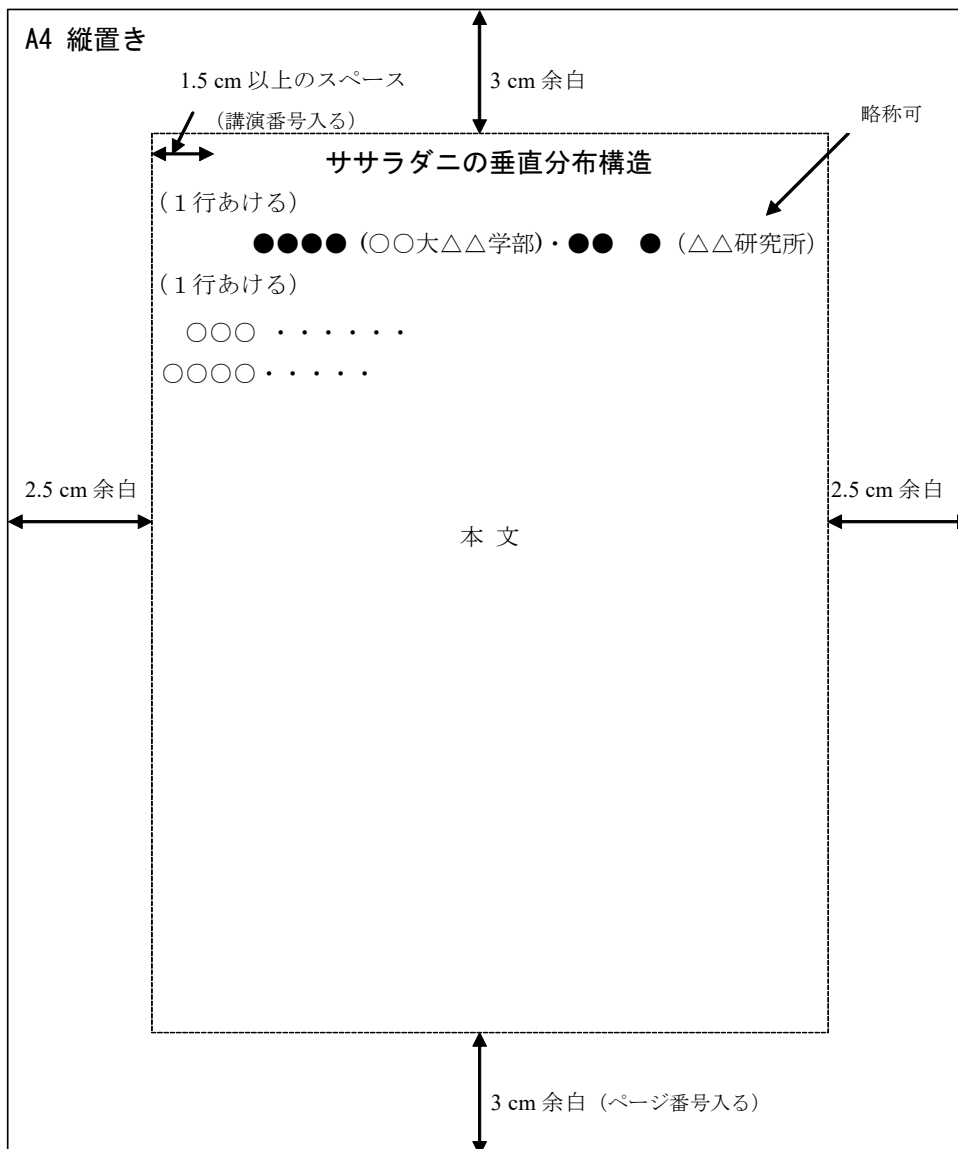 A4 縦置き
1.5 cm 以上のスペース
3 cm 余白
(講演番号入る)
略称可
ササラダニの垂直分布構造
(１行あける)
●●●● (○○大△△学部)・●●　● (△△研究所)
(１行あける)
○○○ ・・・・・・
○○○○・・・・・
2.5 cm 余白
2.5 cm 余白
本 文
3 cm 余白 (ページ番号入る)